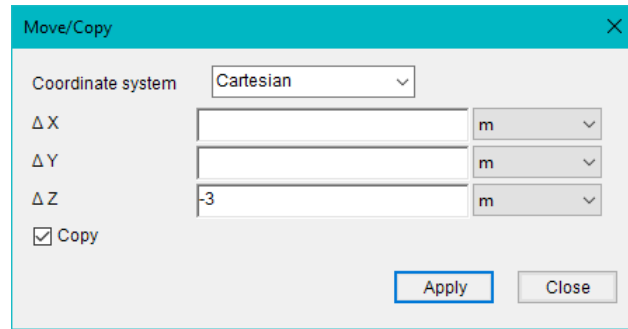 Move/Copy
Coordinate system Cartesian
Δ X m
Δ Y m
Δ Z -3 m
Copy
Apply Close